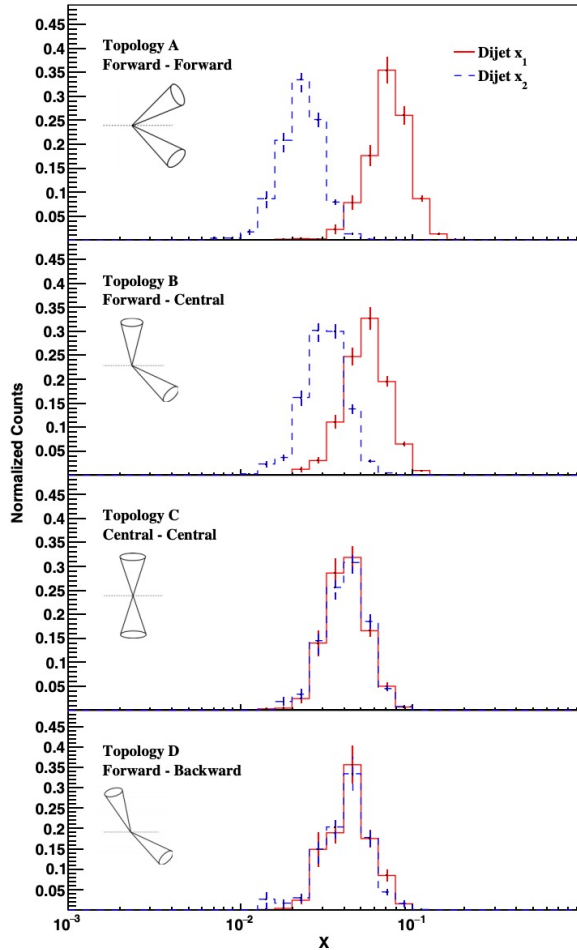 Normalized Counts
0.45
0.4
0.35
0.3
0.25
0.2
0.15
0.1
0.05
Topology A
Forward - Forward
Dijet x1
Dijet x2
0.45
0.4
0.35
0.3
0.25
0.2
0.15
0.1
0.05
Topology B
Forward - Central
0.45
0.4
0.35
0.3
0.25
0.2
0.15
0.1
0.05
Topology C
Central - Central
0.45
0.4
0.35
0.3
0.25
0.2
0.15
0.1
0.05
Topology D
Forward - Backward
10−3 10−2 10−1
X